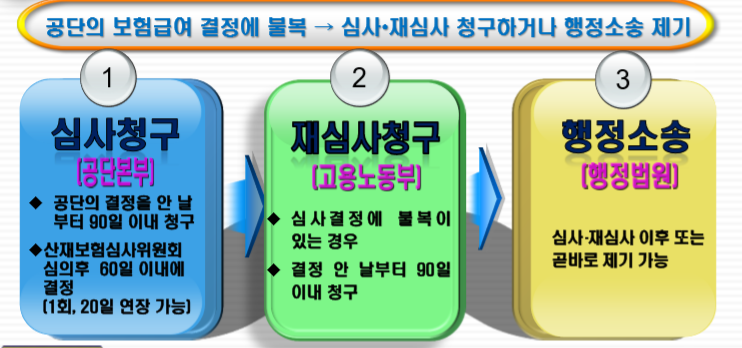 공단의 보험급여 결정에 불복 → 심사•재심사 청구하거나 행정소송 제기
1
심사청구
(공단본부)
◆ 공단의 결정을 안 날
부터 90일 이내 청구
◆산재보험심사위원회
심의후 60일 이내에
결정
(1회, 20일 연장 가능)
2
재심사청구
(고용노동부)
◆ 심사결정에 불복이
있는 경우
◆ 결정 안 날부터 90일
이내 청구
3
행정소송
(행정법원)
심사·재심사 이후 또는
곧바로 제기 가능